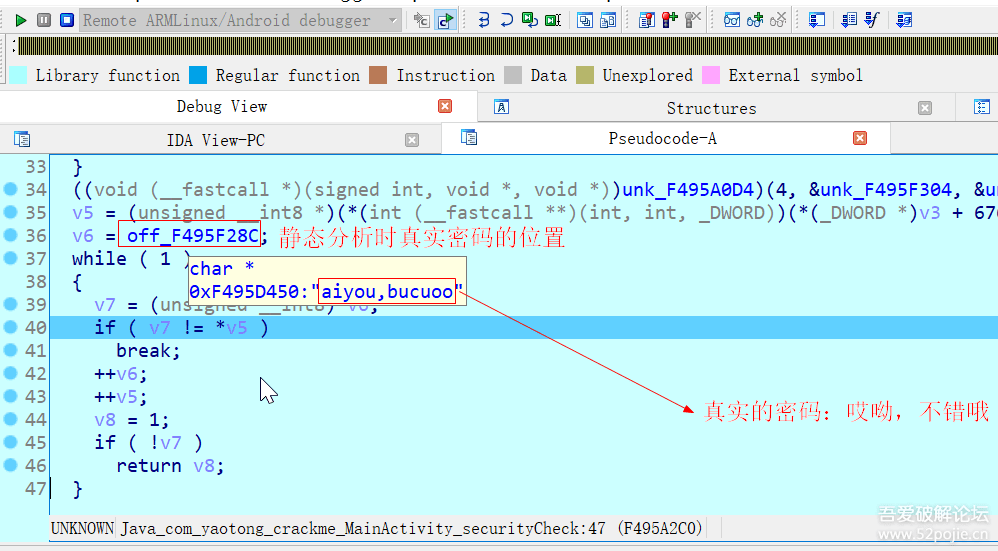 Remote ARMLinux/Android debugger
Library function Regular function Instruction Data Unexplored External symbol
Debug View Structures
IDA View-PC Pseudocode-A
33 }
34 ((void (__fastcall *)(signed int, void *, void *))unk_F495A0D4)(4, &unk_F495F304, &un
35 v5 = (unsigned __int8 *)(*(int (__fastcall **)(int, int, _DWORD))(*(_DWORD *)v3 + 676
36 v6 = off_F495F28C; 静态分析时真实密码的位置
37 while ( 1 )
char *
38 {
0xF495D450:"aiyou,bucuoo"
39 v7 = (unsigned __int8)*v6;
40 if ( v7 != *v5 )
41 break;
42 ++v6;
43 ++v5;
真实的密码：哎呦，不错哦
44 v8 = 1;
45 if ( !v7 )
46 return v8;
47 }
UNKNOWN Java_com_yaotong_crackme_MainActivity_securityCheck:47 (F495A2C0)
吾爱破解论坛
www.52pojie.cn